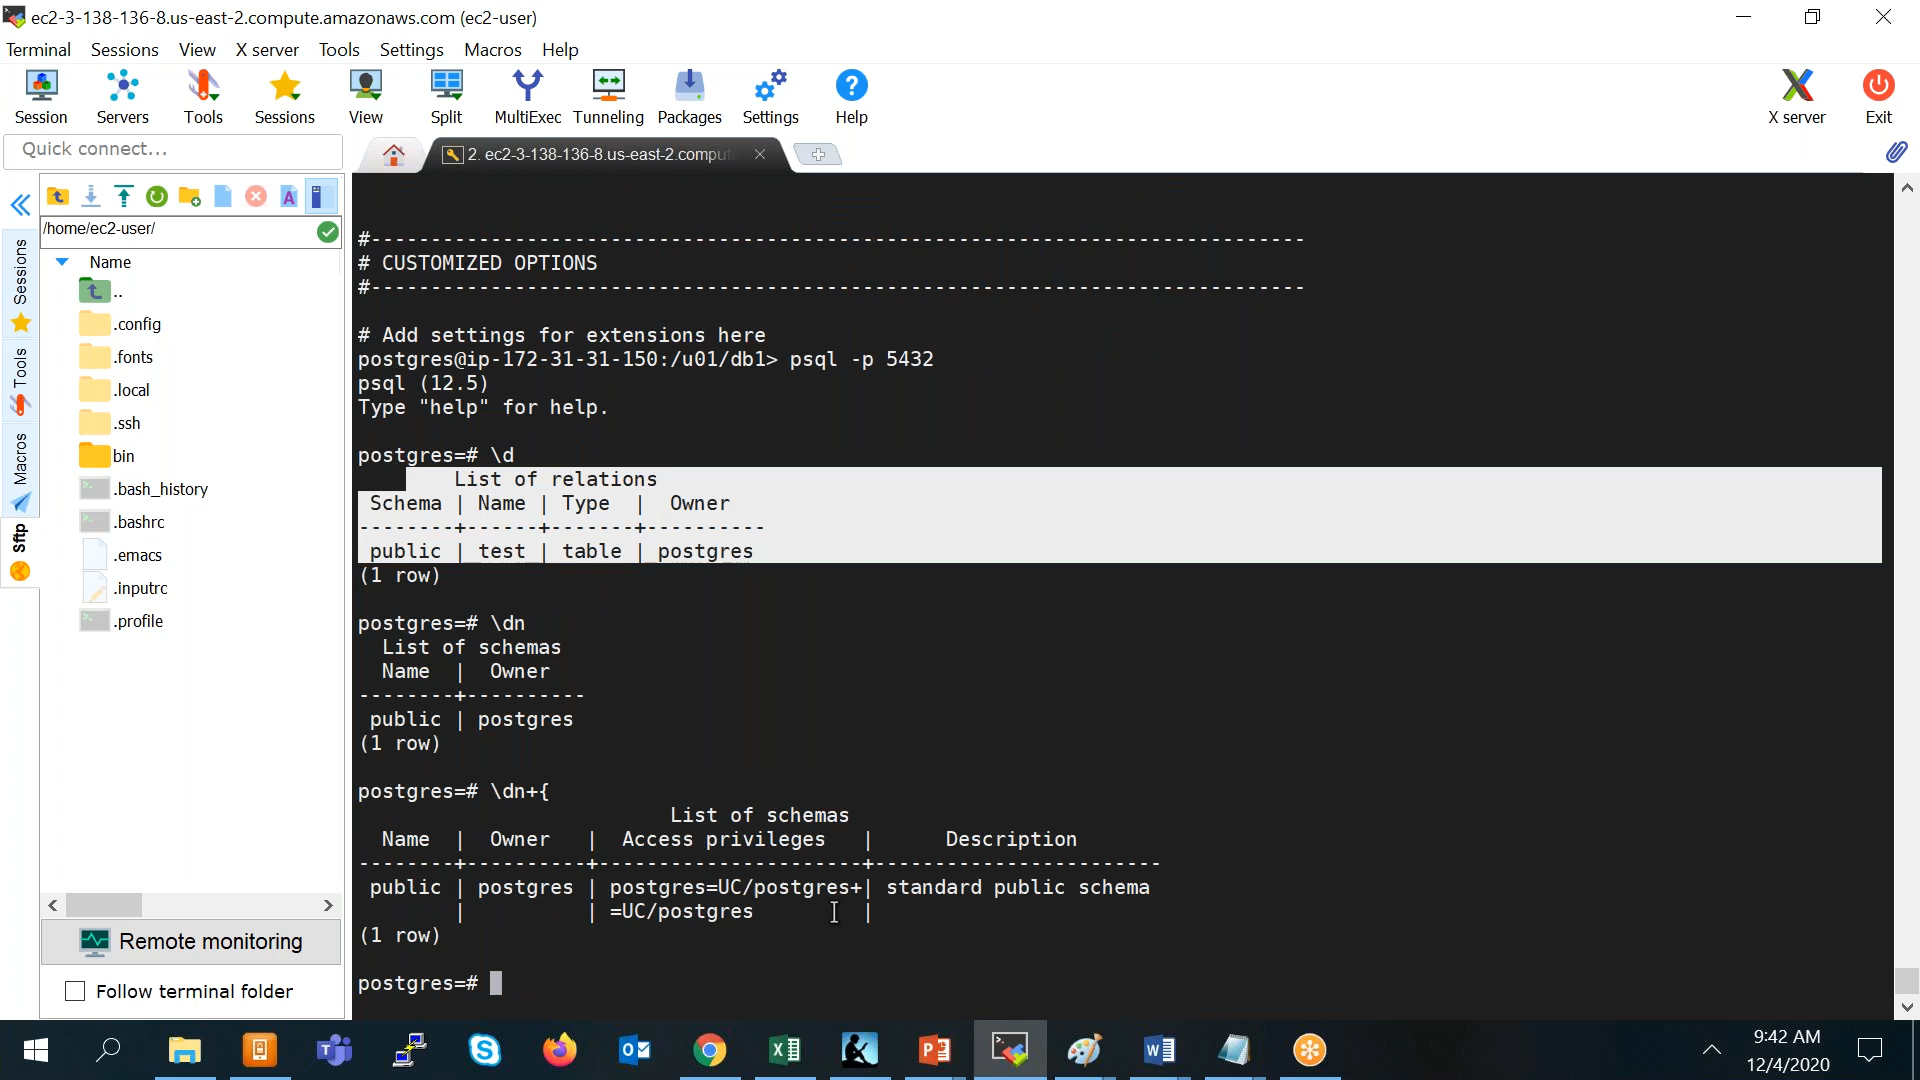 ec2-3-138-136-8.us-east-2.compute.amazonaws.com (ec2-user)
Terminal Sessions View X server Tools Settings Macros Help
Session Servers Tools Sessions View Split MultiExec Tunneling Packages Settings Help X server Exit
Quick connect...
2. ec2-3-138-136-8.us-east-2.comput
/home/ec2-user/
Name
..
.config
.fonts
.local
.ssh
bin
.bash_history
.bashrc
.emacs
.inputrc
.profile
Sessions
Tools
Macros
Sftp
Remote monitoring
Follow terminal folder
#------------------------------------------------------------------------------
# CUSTOMIZED OPTIONS
#------------------------------------------------------------------------------
# Add settings for extensions here
postgres@ip-172-31-31-150:/u01/db1> psql -p 5432
psql (12.5)
Type "help" for help.
postgres=# \d
List of relations
Schema | Name | Type | Owner
--------+------+-------+----------
public | test | table | postgres
(1 row)
postgres=# \dn
List of schemas
Name | Owner
--------+----------
public | postgres
(1 row)
postgres=# \dn+{
List of schemas
Name | Owner | Access privileges | Description
--------+----------+----------------------+------------------------
public | postgres | postgres=UC/postgres+| standard public schema
| | =UC/postgres |
(1 row)
postgres=#
9:42 AM
12/4/2020